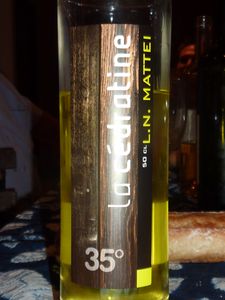 la cédratine
50 CL L.N. MATTEI
35°